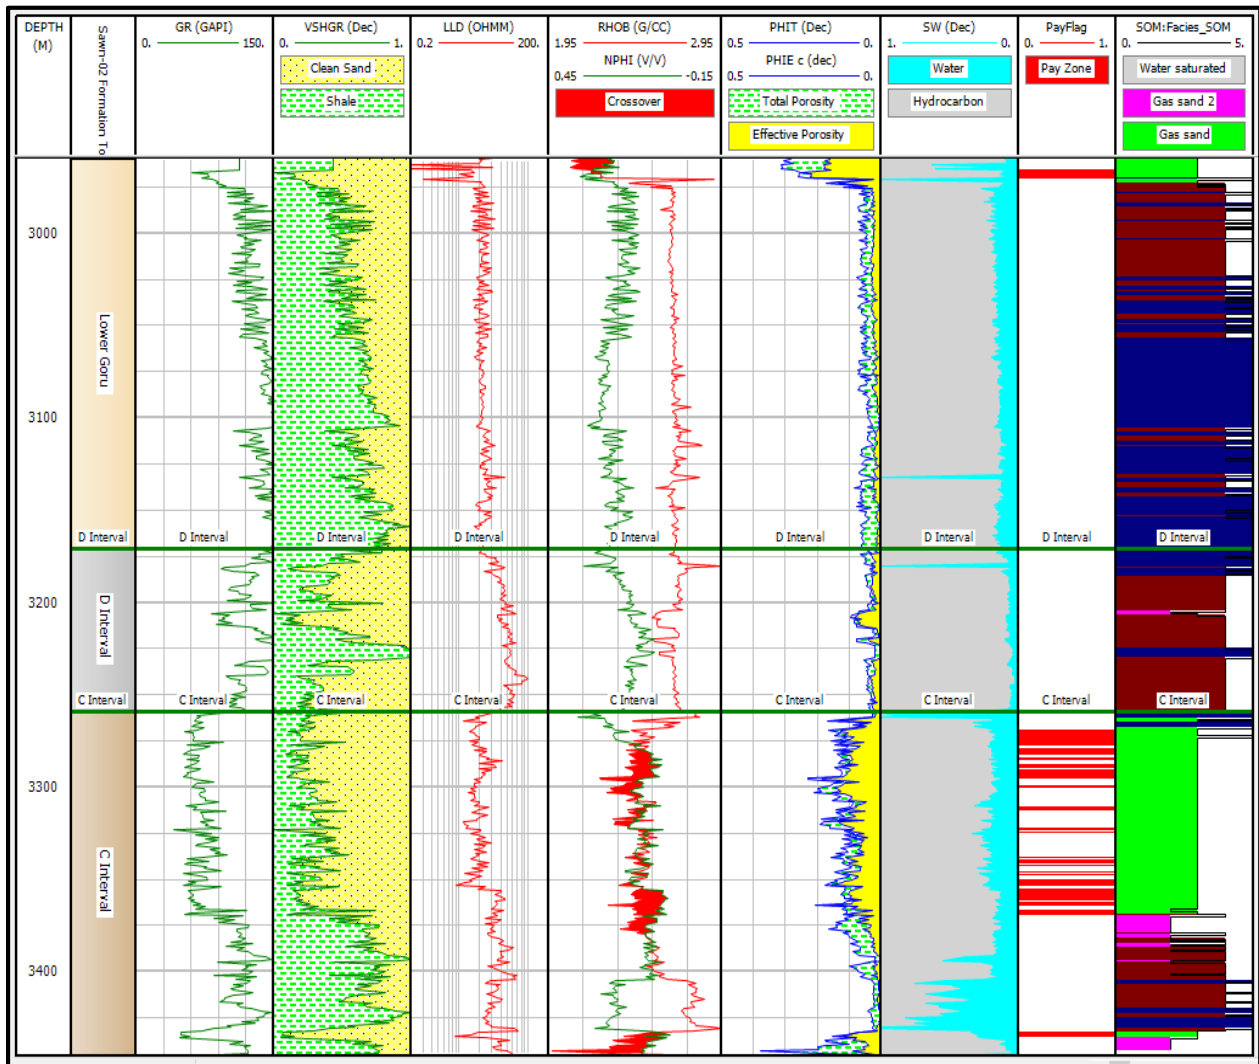 DEPTH
(M)
Sawn-02 Formation To
GR (GAPI)
0. 150.
VSHGR (Dec)
0. 1.
Clean Sand
Shale
LLD (OHMM)
0.2 200.
RHOB (G/CC)
1.95 2.95
NPHI (V/V)
0.45 -0.15
Crossover
PHIT (Dec)
0.5 0.
PHIE c (dec)
0.5 0.
Total Porosity
Effective Porosity
SW (Dec)
1. 0.
Water
Hydrocarbon
PayFlag
0. 1.
Pay Zone
SOM:Facies_SOM
0. 5.
Water saturated
Gas sand 2
Gas sand
3000
Lower Goru
3100
D Interval D Interval D Interval D Interval D Interval D Interval D Interval D Interval D Interval
3200
D Interval
C Interval C Interval C Interval C Interval C Interval C Interval C Interval C Interval C Interval
3300
C Interval
3400